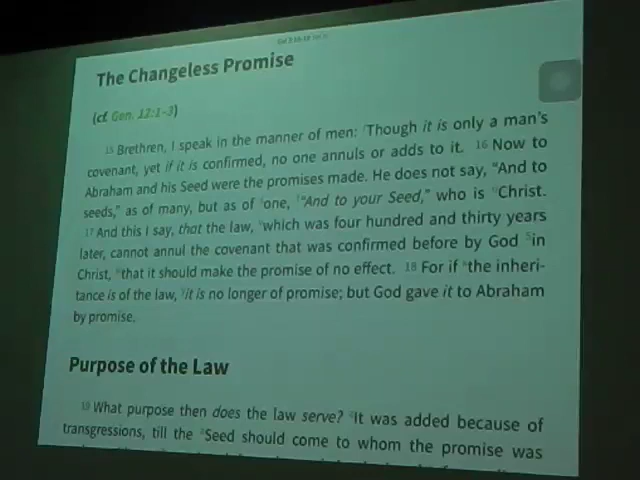 The Changeless Promise
(cf. Gen. 12:1-3)
15 Brethren, I speak in the manner of men: Though it is only a man's
covenant, yet if it is confirmed, no one annuls or adds to it. 16 Now to
Abraham and his Seed were the promises made. He does not say, "And to
seeds," as of many, but as of one, "And to your Seed," who is Christ.
17 And this I say, that the law, which was four hundred and thirty years
later, cannot annul the covenant that was confirmed before by God in
Christ, that it should make the promise of no effect. 18 For if the inheri-
tance is of the law, it is no longer of promise; but God gave it to Abraham
by promise.
Purpose of the Law
19 What purpose then does the law serve? It was added because of
transgressions, till the Seed should come to whom the promise was